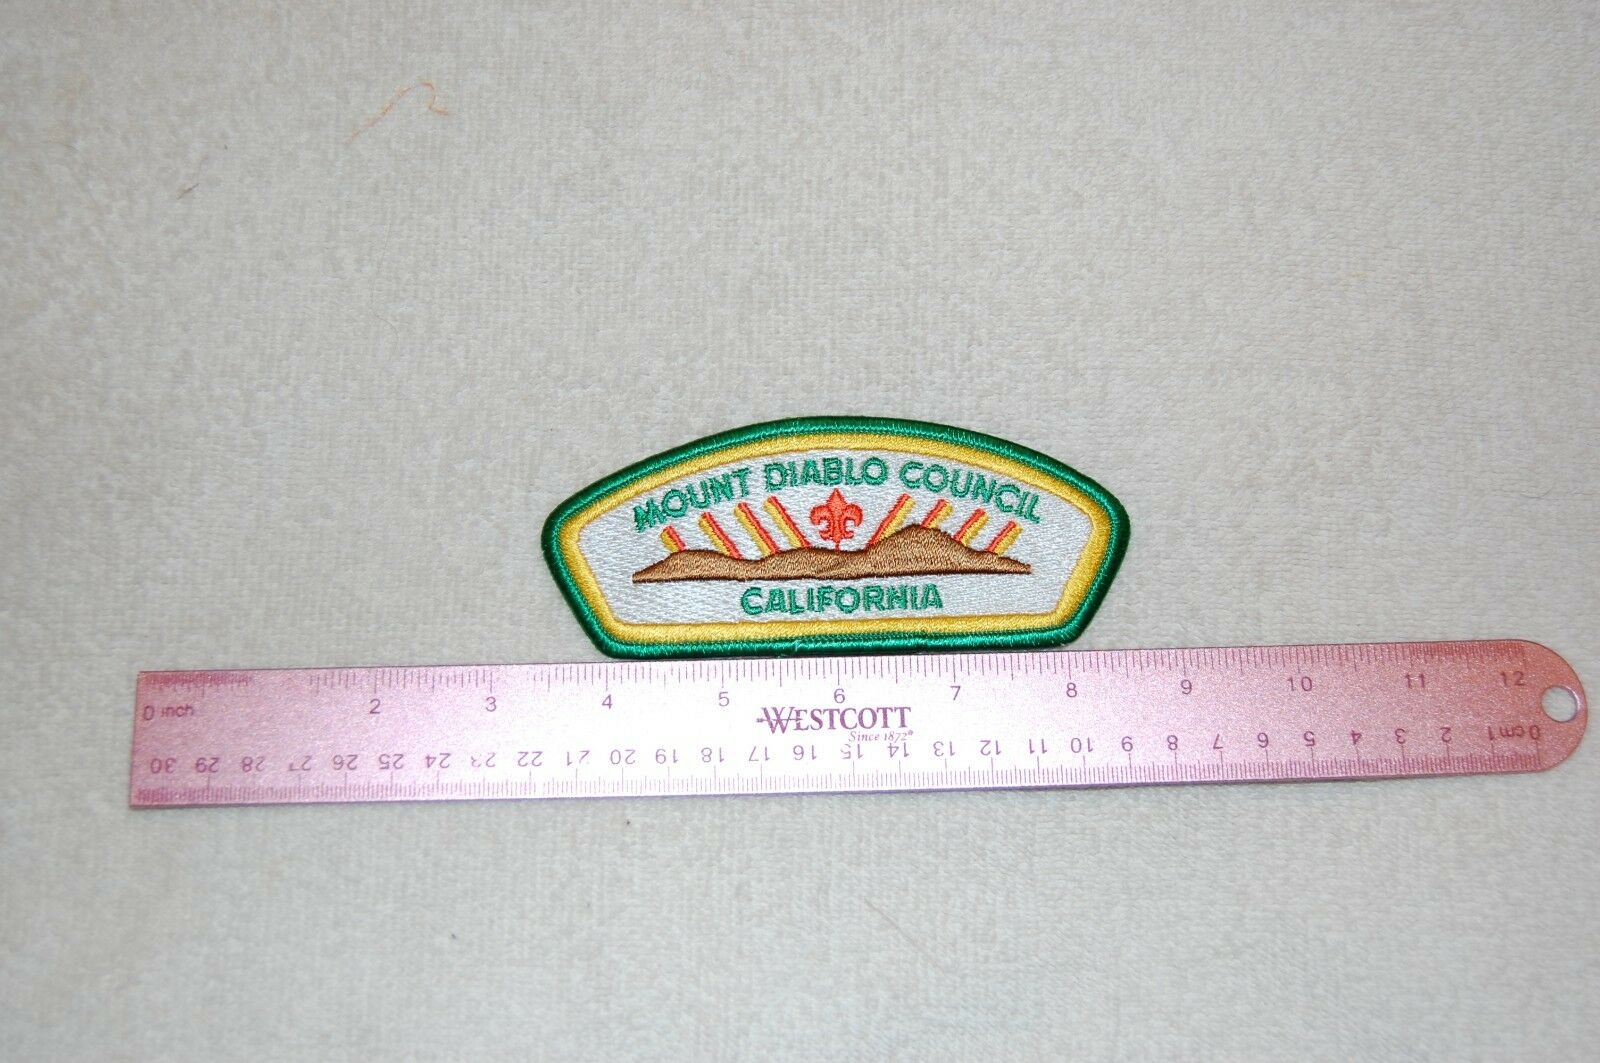 MOUNT DIABLO COUNCIL
CALIFORNIA
0 inch 2 3 4 5 6 7 8 9 10 11 12
WESTCOTT
Since 1872®
30 29 28 27 26 25 24 23 22 21 20 19 18 17 16 15 14 13 12 11 10 9 8 7 6 5 4 3 2 1 cm 0